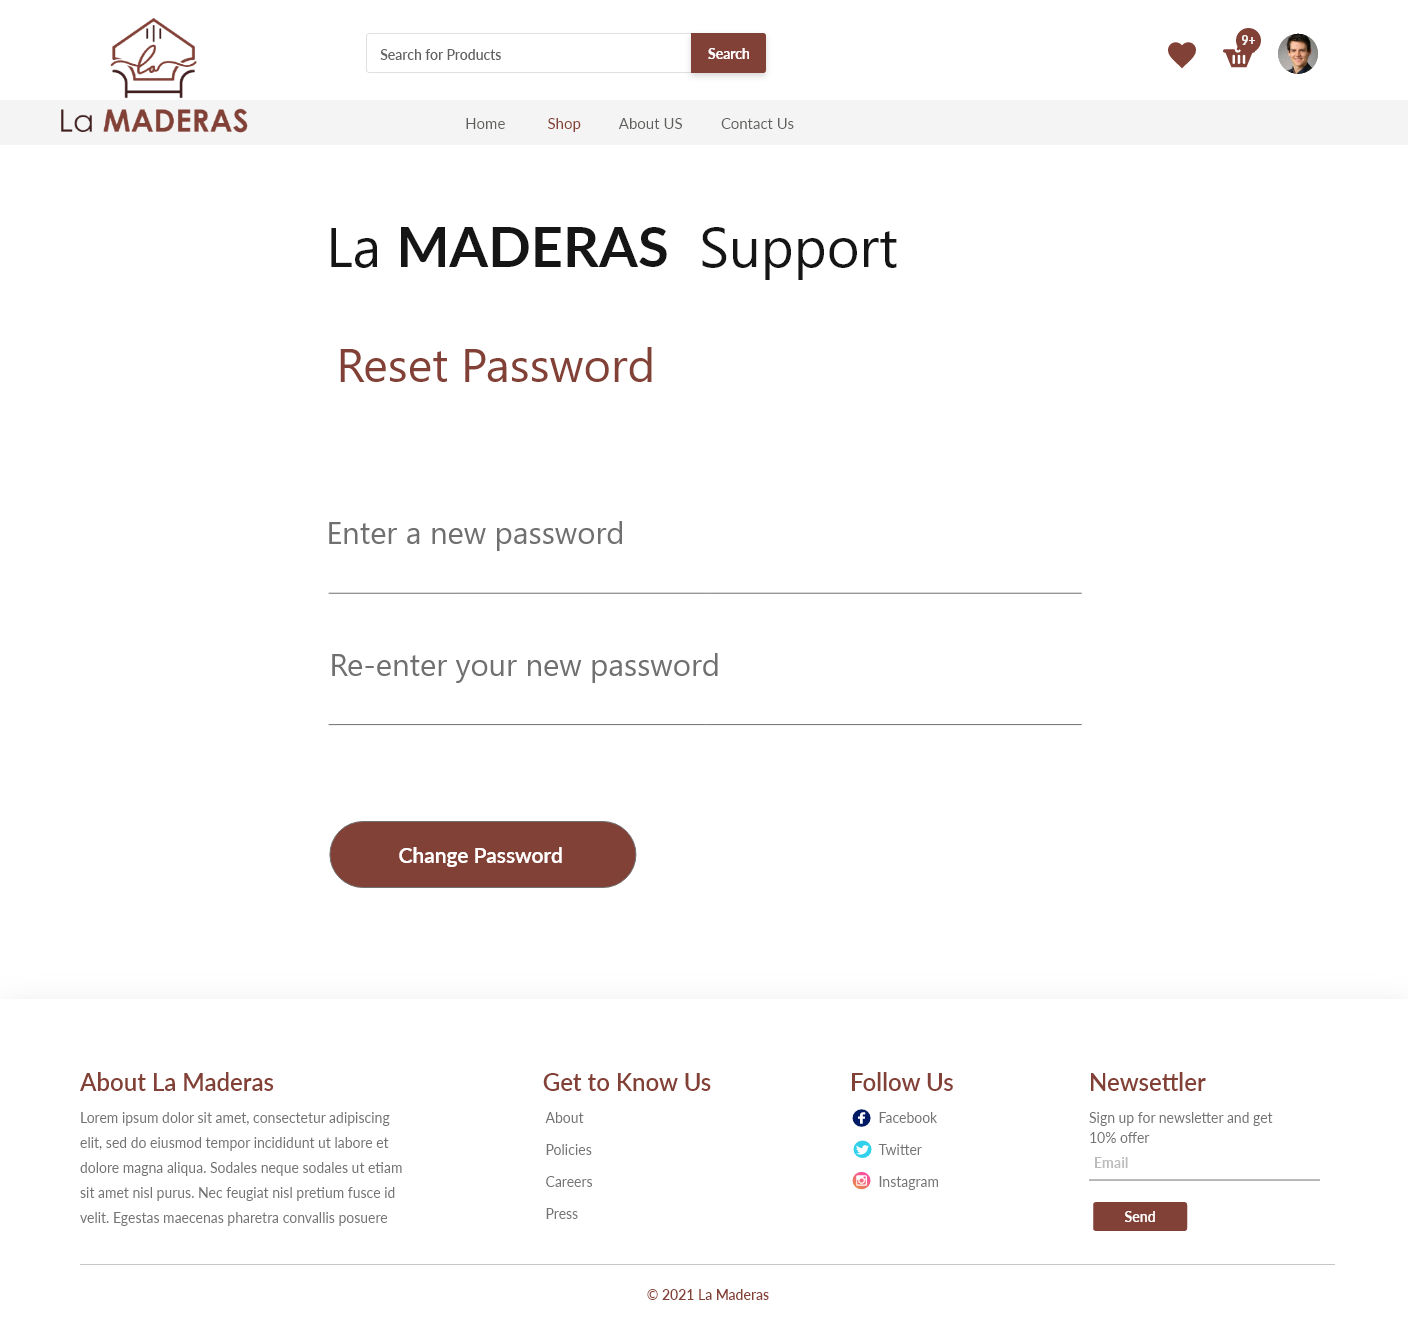 la
La MADERAS
Search for Products
Search
9+
Home
Shop
About US
Contact Us
La MADERAS Support
Reset Password
Enter a new password
Re-enter your new password
Change Password
About La Maderas
Lorem ipsum dolor sit amet, consectetur adipiscing
elit, sed do eiusmod tempor incididunt ut labore et
dolore magna aliqua. Sodales neque sodales ut etiam
sit amet nisl purus. Nec feugiat nisl pretium fusce id
velit. Egestas maecenas pharetra convallis posuere
Get to Know Us
About
Policies
Careers
Press
Follow Us
Facebook
Twitter
Instagram
Newsettler
Sign up for newsletter and get
10% offer
Email
Send
© 2021 La Maderas